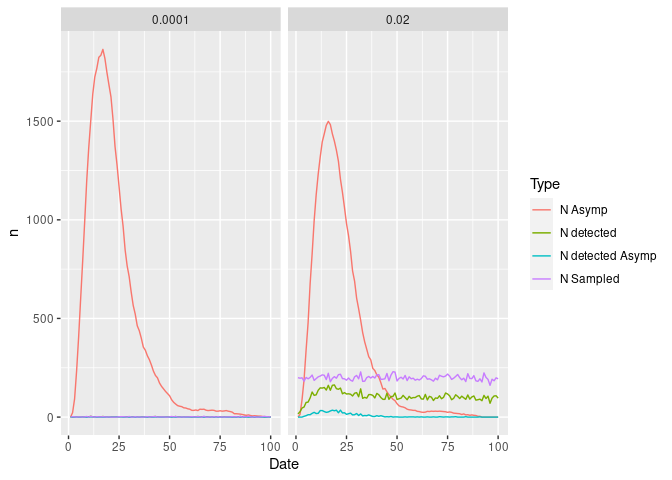 0.0001 0.02
1500
1000
500
0
n
0 25 50 75 100 0 25 50 75 100
Date
Type
N Asymp
N detected
N detected Asymp
N Sampled